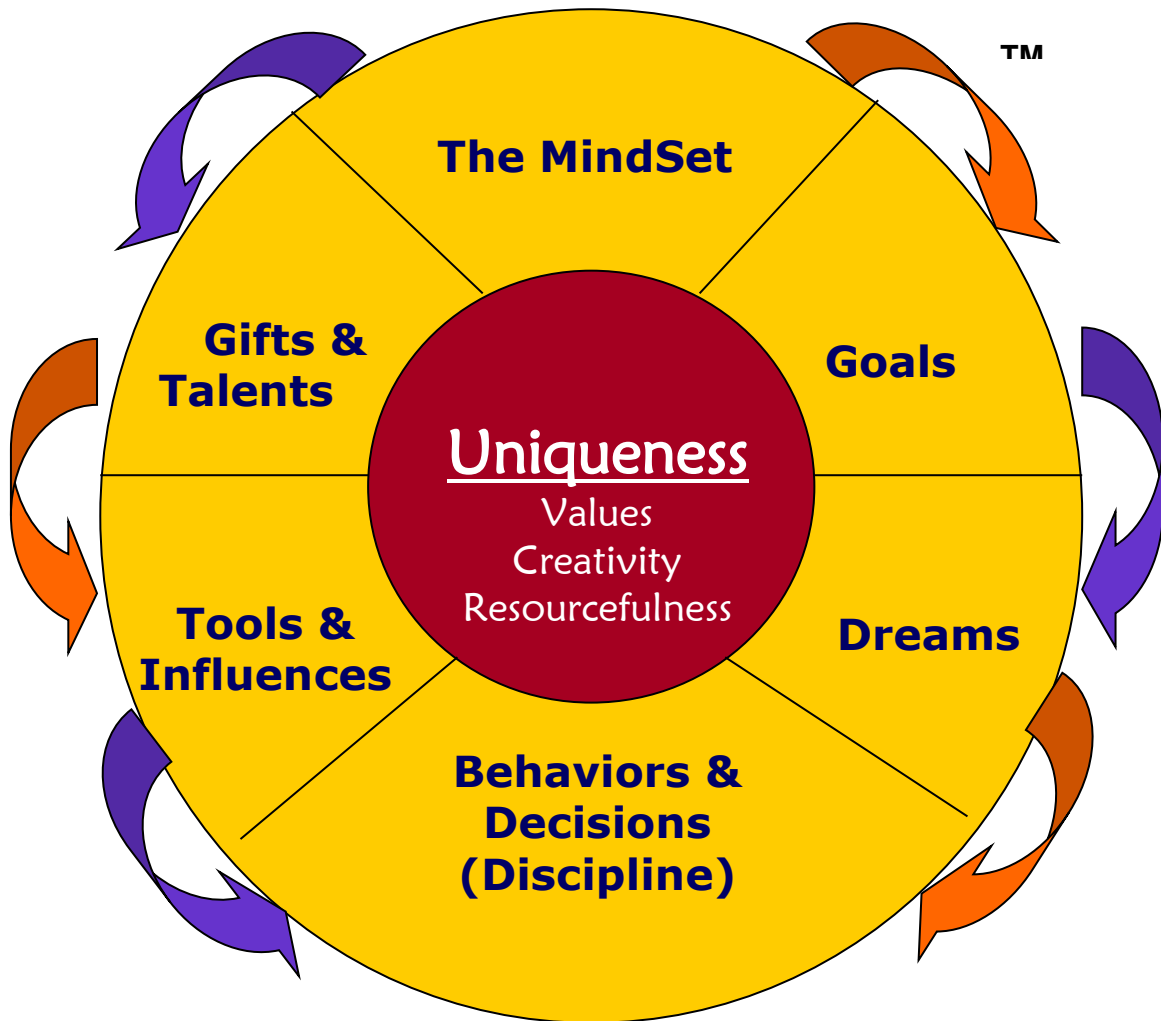 TM
The MindSet
Gifts &
Talents
Goals
Uniqueness
Values
Creativity
Resourcefulness
Tools &
Influences
Dreams
Behaviors &
Decisions
(Discipline)